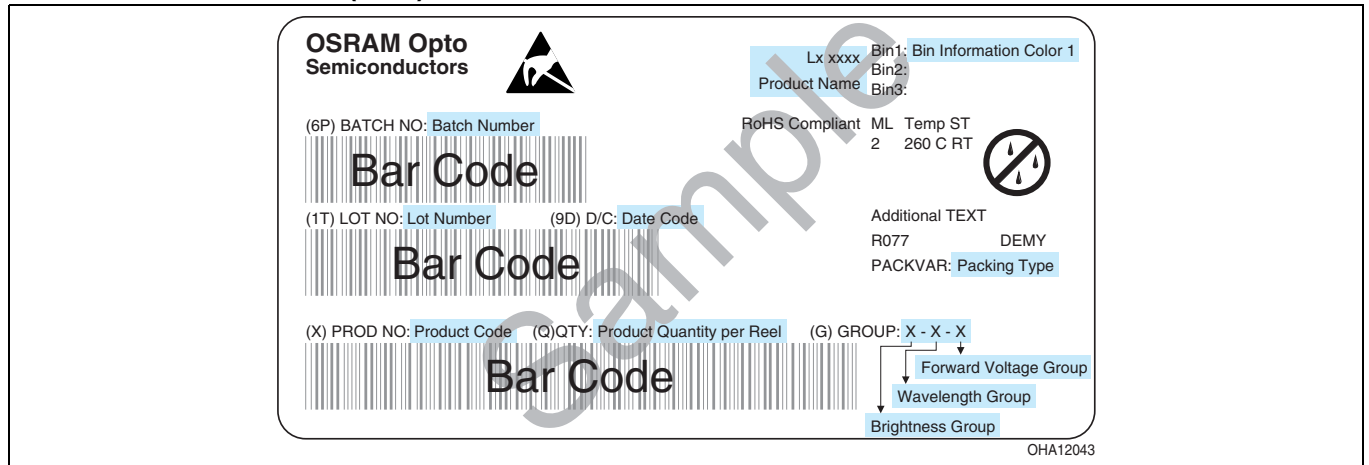 OSRAM Opto
Semiconductors
Lx xxxx
Product Name
Bin1: Bin Information Color 1
Bin2:
Bin3:
(6P) BATCH NO: Batch Number
Bar Code
RoHS Compliant ML Temp ST
2 260 C RT
(1T) LOT NO: Lot Number (9D) D/C: Date Code
Bar Code
Additional TEXT
R077 DEMY
PACKVAR: Packing Type
(X) PROD NO: Product Code (Q)QTY: Product Quantity per Reel (G) GROUP: X - X - X
Bar Code
Forward Voltage Group
Wavelength Group
Brightness Group
Sample
OHA12043